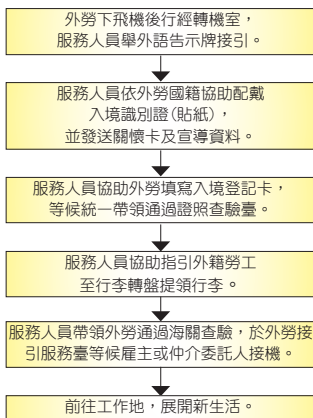 外勞下飛機後行經轉機室，
服務人員舉外語告示牌接引。
服務人員依外勞國籍協助配戴
入境識別證(貼紙)，
並發送關懷卡及宣導資料。
服務人員協助外勞填寫入境登記卡，
等候統一帶領通過證照查驗臺。
服務人員協助指引外籍勞工
至行李轉盤提領行李。
服務人員帶領外勞通過海關查驗，於外勞接
引服務臺等候雇主或仲介委託人接機。
前往工作地，展開新生活。